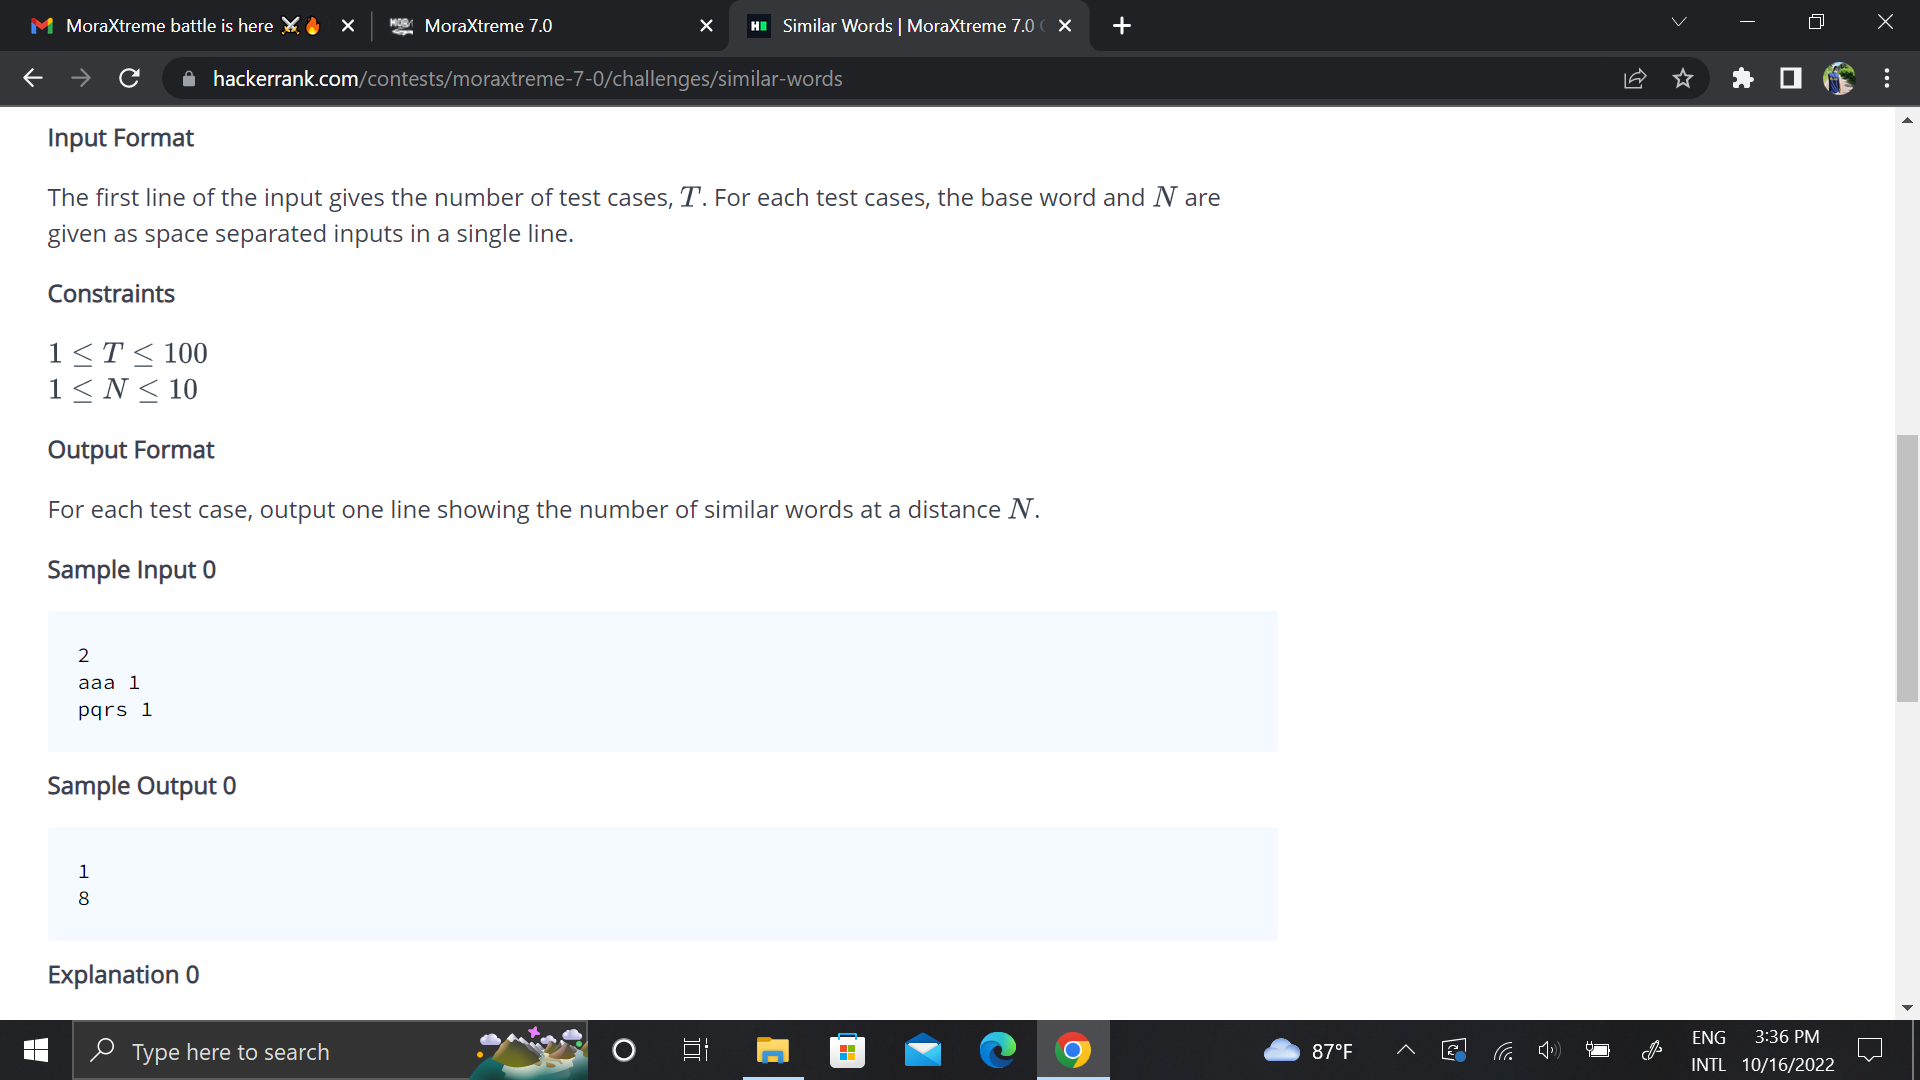 MoraXtreme battle is here ⚔🔥
MoraXtreme 7.0
Similar Words | MoraXtreme 7.0
hackerrank.com/contests/moraxtreme-7-0/challenges/similar-words
Input Format
The first line of the input gives the number of test cases, T. For each test cases, the base word and N are
given as space separated inputs in a single line.
Constraints
1 ≤ T ≤ 100
1 ≤ N ≤ 10
Output Format
For each test case, output one line showing the number of similar words at a distance N.
Sample Input 0
2
aaa 1
pqrs 1
Sample Output 0
1
8
Explanation 0
Type here to search
87°F
ENG
INTL
3:36 PM
10/16/2022